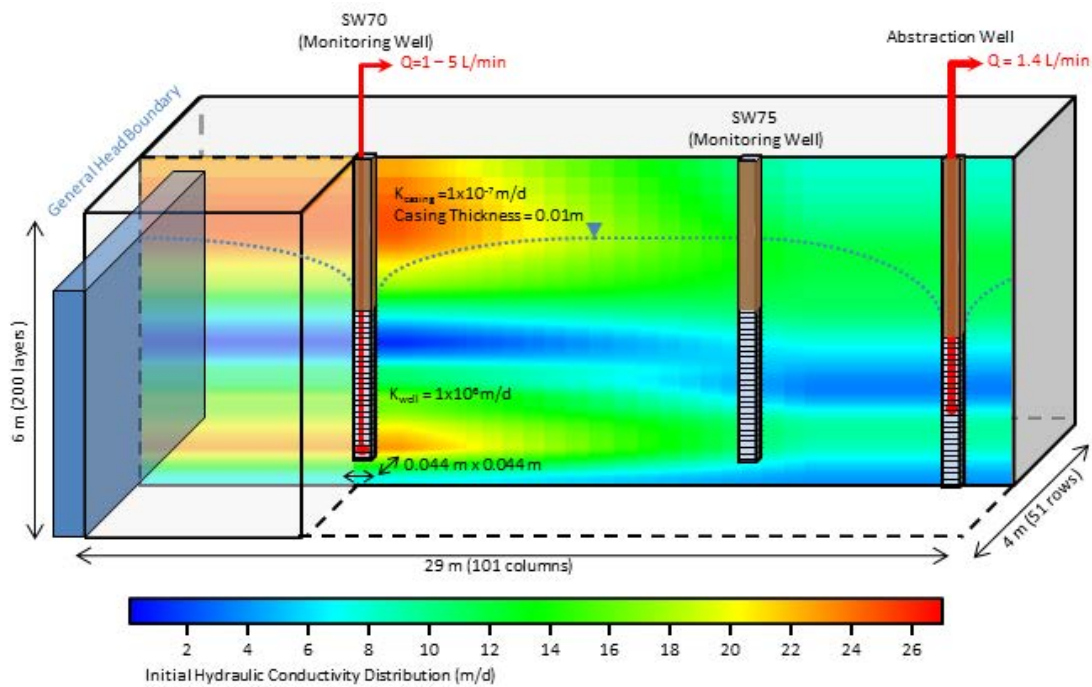 SW70
(Monitoring Well)
Q=1 – 5 L/min
Abstraction Well
Q = 1.4 L/min
General Head Boundary
SW75
(Monitoring Well)
K casing =1x10⁻⁷ m/d
Casing Thickness = 0.01m
6 m (200 layers)
K well = 1x10⁶ m/d
0.044 m x 0.044 m
4 m (51 rows)
29 m (101 columns)
2 4 6 8 10 12 14 16 18 20 22 24 26
Initial Hydraulic Conductivity Distribution (m/d)